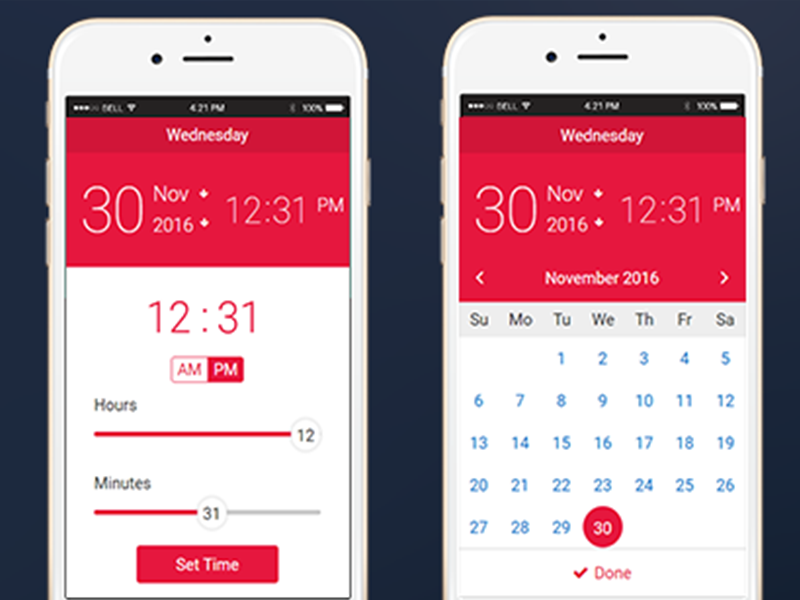 BELL 4:21 PM 100%
Wednesday
30 Nov 2016 12:31 PM
12:31
AM PM
Hours
12
Minutes
31
Set Time
BELL 4:21 PM 100%
Wednesday
30 Nov 2016 12:31 PM
November 2016
Su Mo Tu We Th Fr Sa
1 2 3 4 5
6 7 8 9 10 11 12
13 14 15 16 17 18 19
20 21 22 23 24 25 26
27 28 29 30
Done